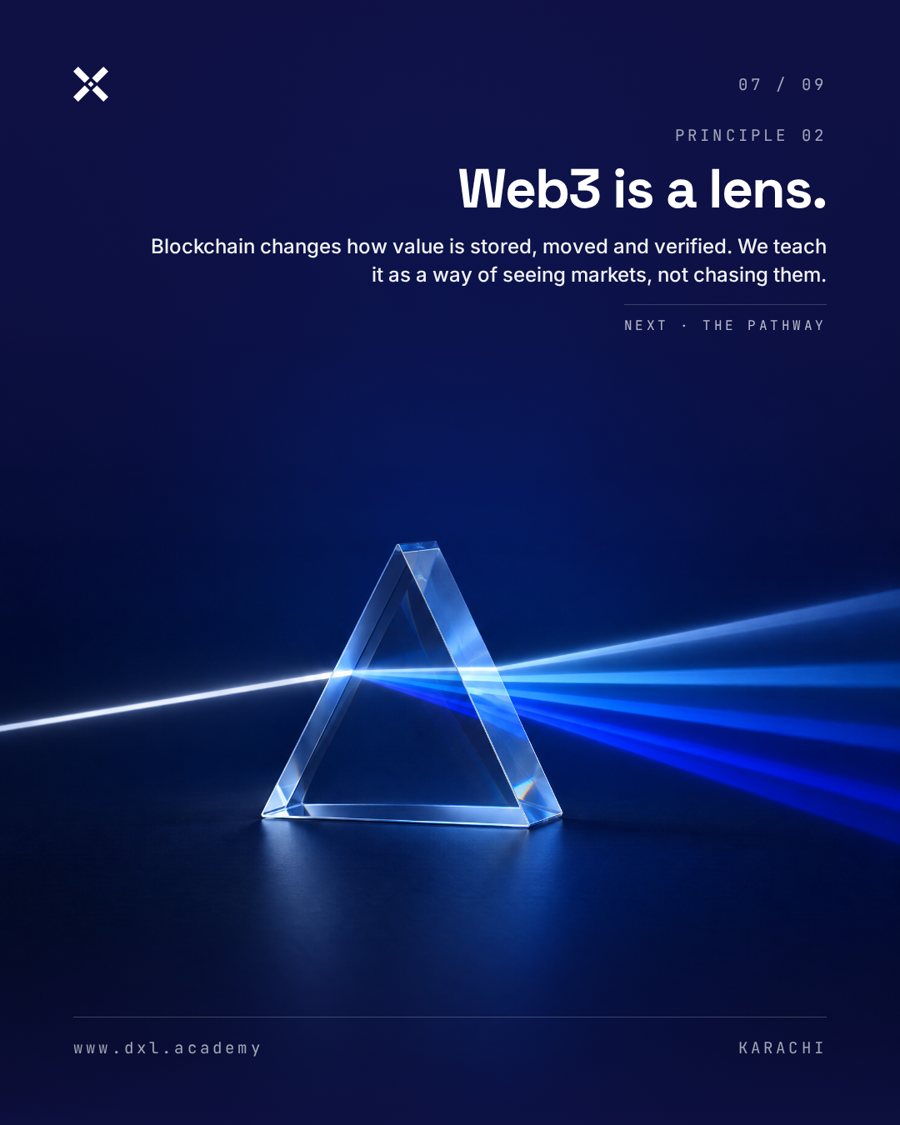 07 / 09
PRINCIPLE 02
Web3 is a lens.
Blockchain changes how value is stored, moved and verified. We teach
it as a way of seeing markets, not chasing them.
NEXT · THE PATHWAY
www.dxl.academy
KARACHI